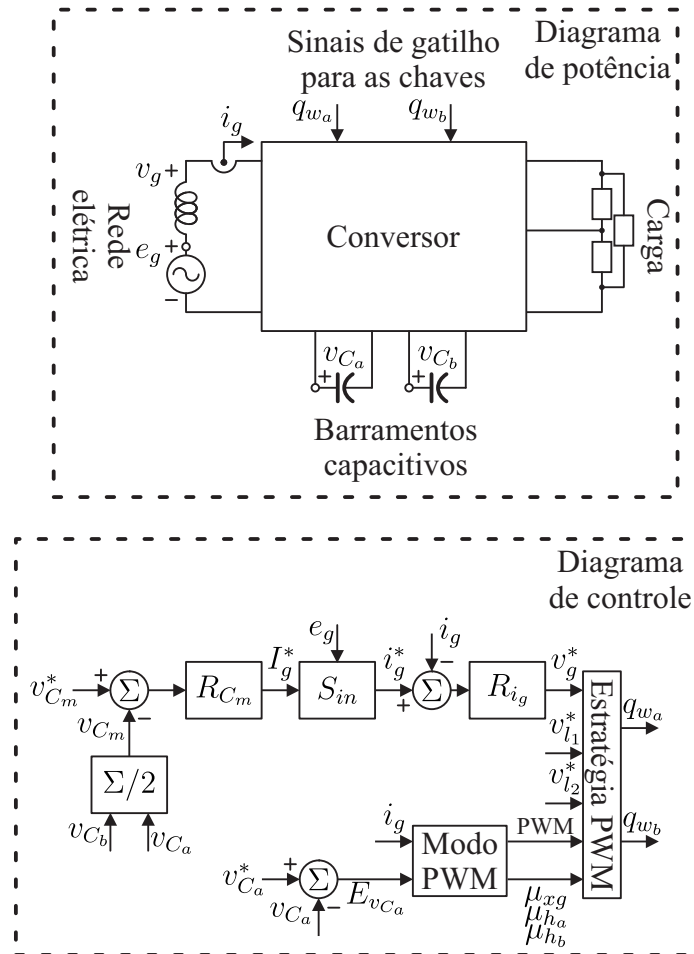 Sinais de gatilho
para as chaves
Diagrama
de potência
q_{w_a}
q_{w_b}
i_g
v_g
+
Rede
elétrica
e_g
+
−
Conversor
Carga
v_{C_a}
+
v_{C_b}
+
Barramentos
capacitivos
Diagrama
de controle
e_g
i_g
v*_{C_m}
+
Σ
−
R_{C_m}
I*_g
S_{in}
i*_g
+
Σ
−
R_{i_g}
v*_g
v_{C_m}
Σ/2
v_{C_b}
v_{C_a}
v*_{l_1}
v*_{l_2}
Estratégia PWM
q_{w_a}
q_{w_b}
i_g
Modo
PWM
PWM
v*_{C_a}
+
Σ
−
v_{C_a}
E_{v_{C_a}}
μ_{xg}
μ_{h_a}
μ_{h_b}